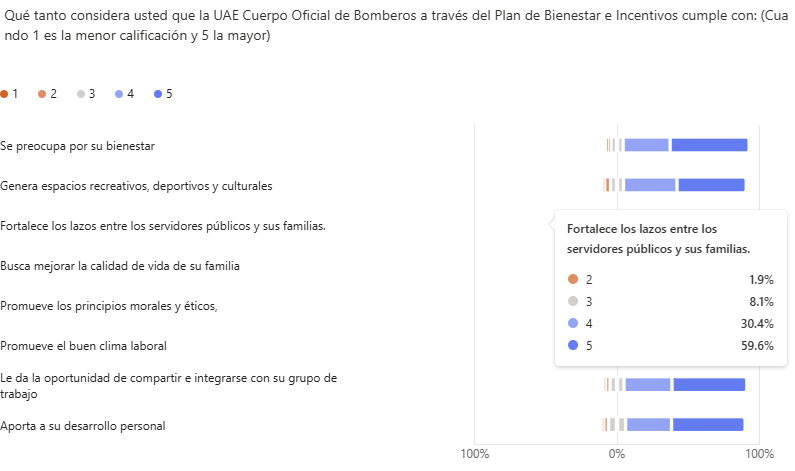 Qué tanto considera usted que la UAE Cuerpo Oficial de Bomberos a través del Plan de Bienestar e Incentivos cumple con: (Cua
ndo 1 es la menor calificación y 5 la mayor)
1 2 3 4 5
Se preocupa por su bienestar
Genera espacios recreativos, deportivos y culturales
Fortalece los lazos entre los servidores públicos y sus familias.
Busca mejorar la calidad de vida de su familia
Promueve los principios morales y éticos,
Promueve el buen clima laboral
Le da la oportunidad de compartir e integrarse con su grupo de
trabajo
Aporta a su desarrollo personal
Fortalece los lazos entre los
servidores públicos y sus familias.
2 1.9%
3 8.1%
4 30.4%
5 59.6%
100% 0% 100%